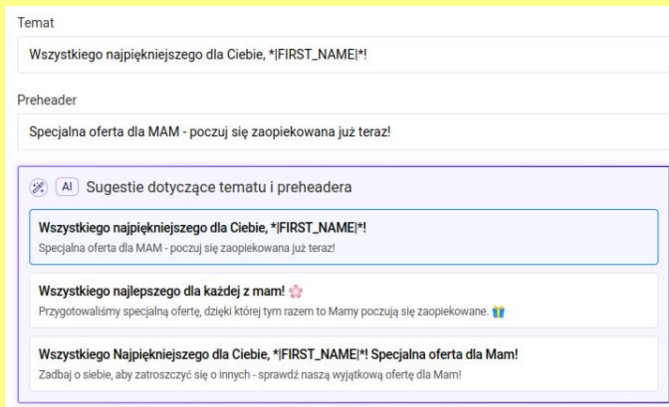 Temat
Wszystkiego najpiękniejszego dla Ciebie, *|FIRST_NAME|*!
Preheader
Specjalna oferta dla MAM - poczuj się zaopiekowana już teraz!
AI Sugestie dotyczące tematu i preheadera
Wszystkiego najpiękniejszego dla Ciebie, *|FIRST_NAME|*!
Specjalna oferta dla MAM - poczuj się zaopiekowana już teraz!
Wszystkiego najlepszego dla każdej z mam! 🌸
Przygotowaliśmy specjalną ofertę, dzięki której tym razem to Mamy poczują się zaopiekowane. 🎁
Wszystkiego Najpiękniejszego dla Ciebie, *|FIRST_NAME|*! Specjalna oferta dla Mam!
Zadbaj o siebie, aby zatroszczyć się o innych - sprawdź naszą wyjątkową ofertę dla Mam!